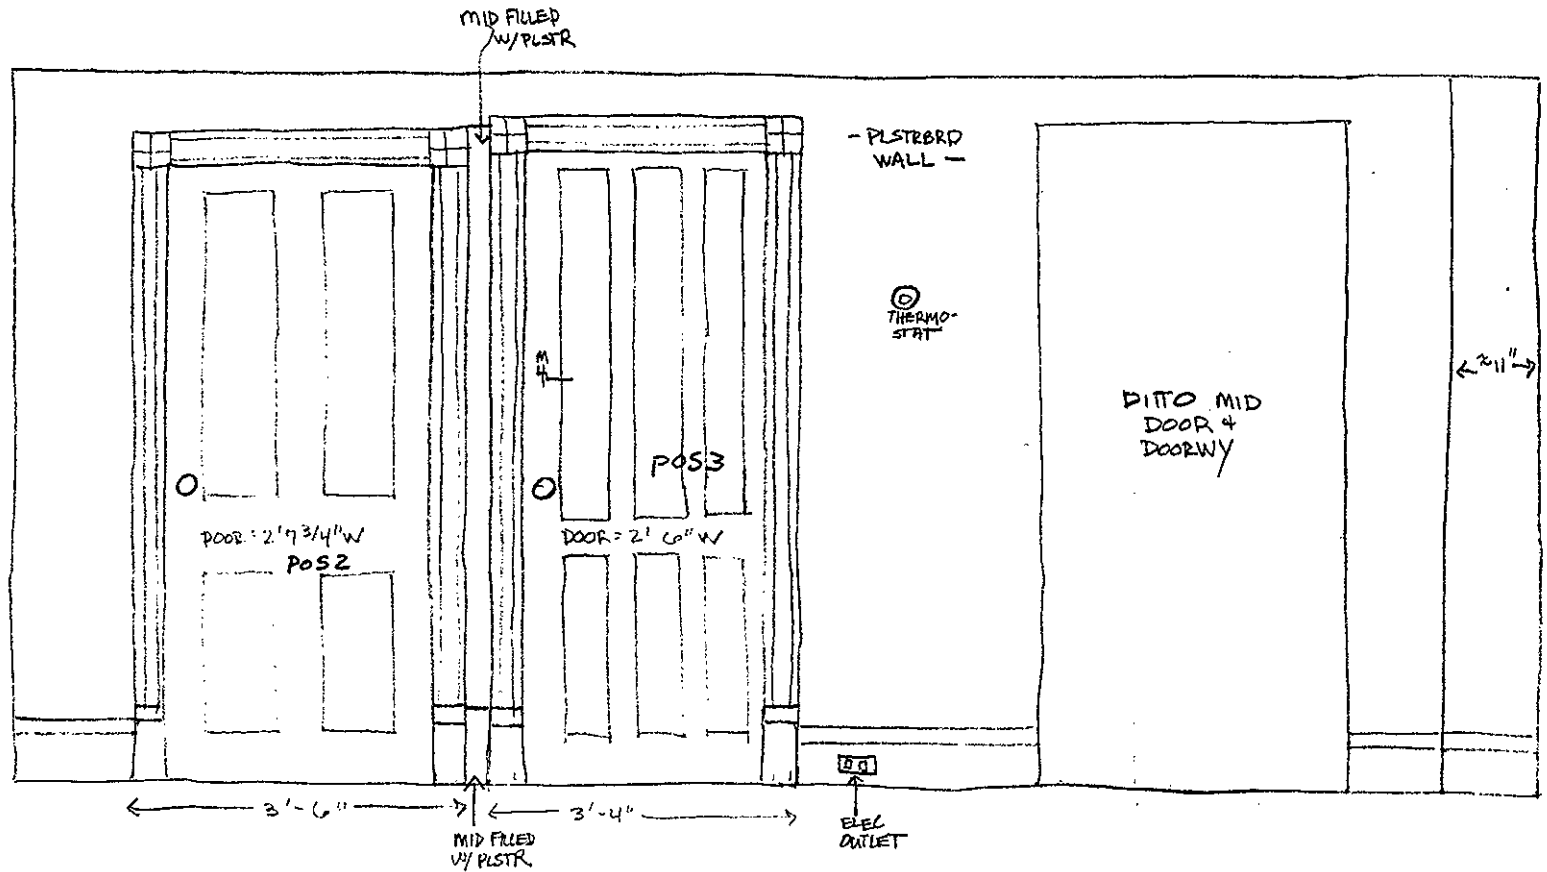 MID FILLED
W/PLSTR
- PLSTRBRD
WALL -
THERMO-
STAT
≈11"
DITTO MID
DOOR &
DOORWY
POS3
DOOR = 2' 7 3/4" W
POS2
DOOR = 2' 6" W
3'-6"
3'-4"
MID FILLED
W/ PLSTR
ELEC
OUTLET